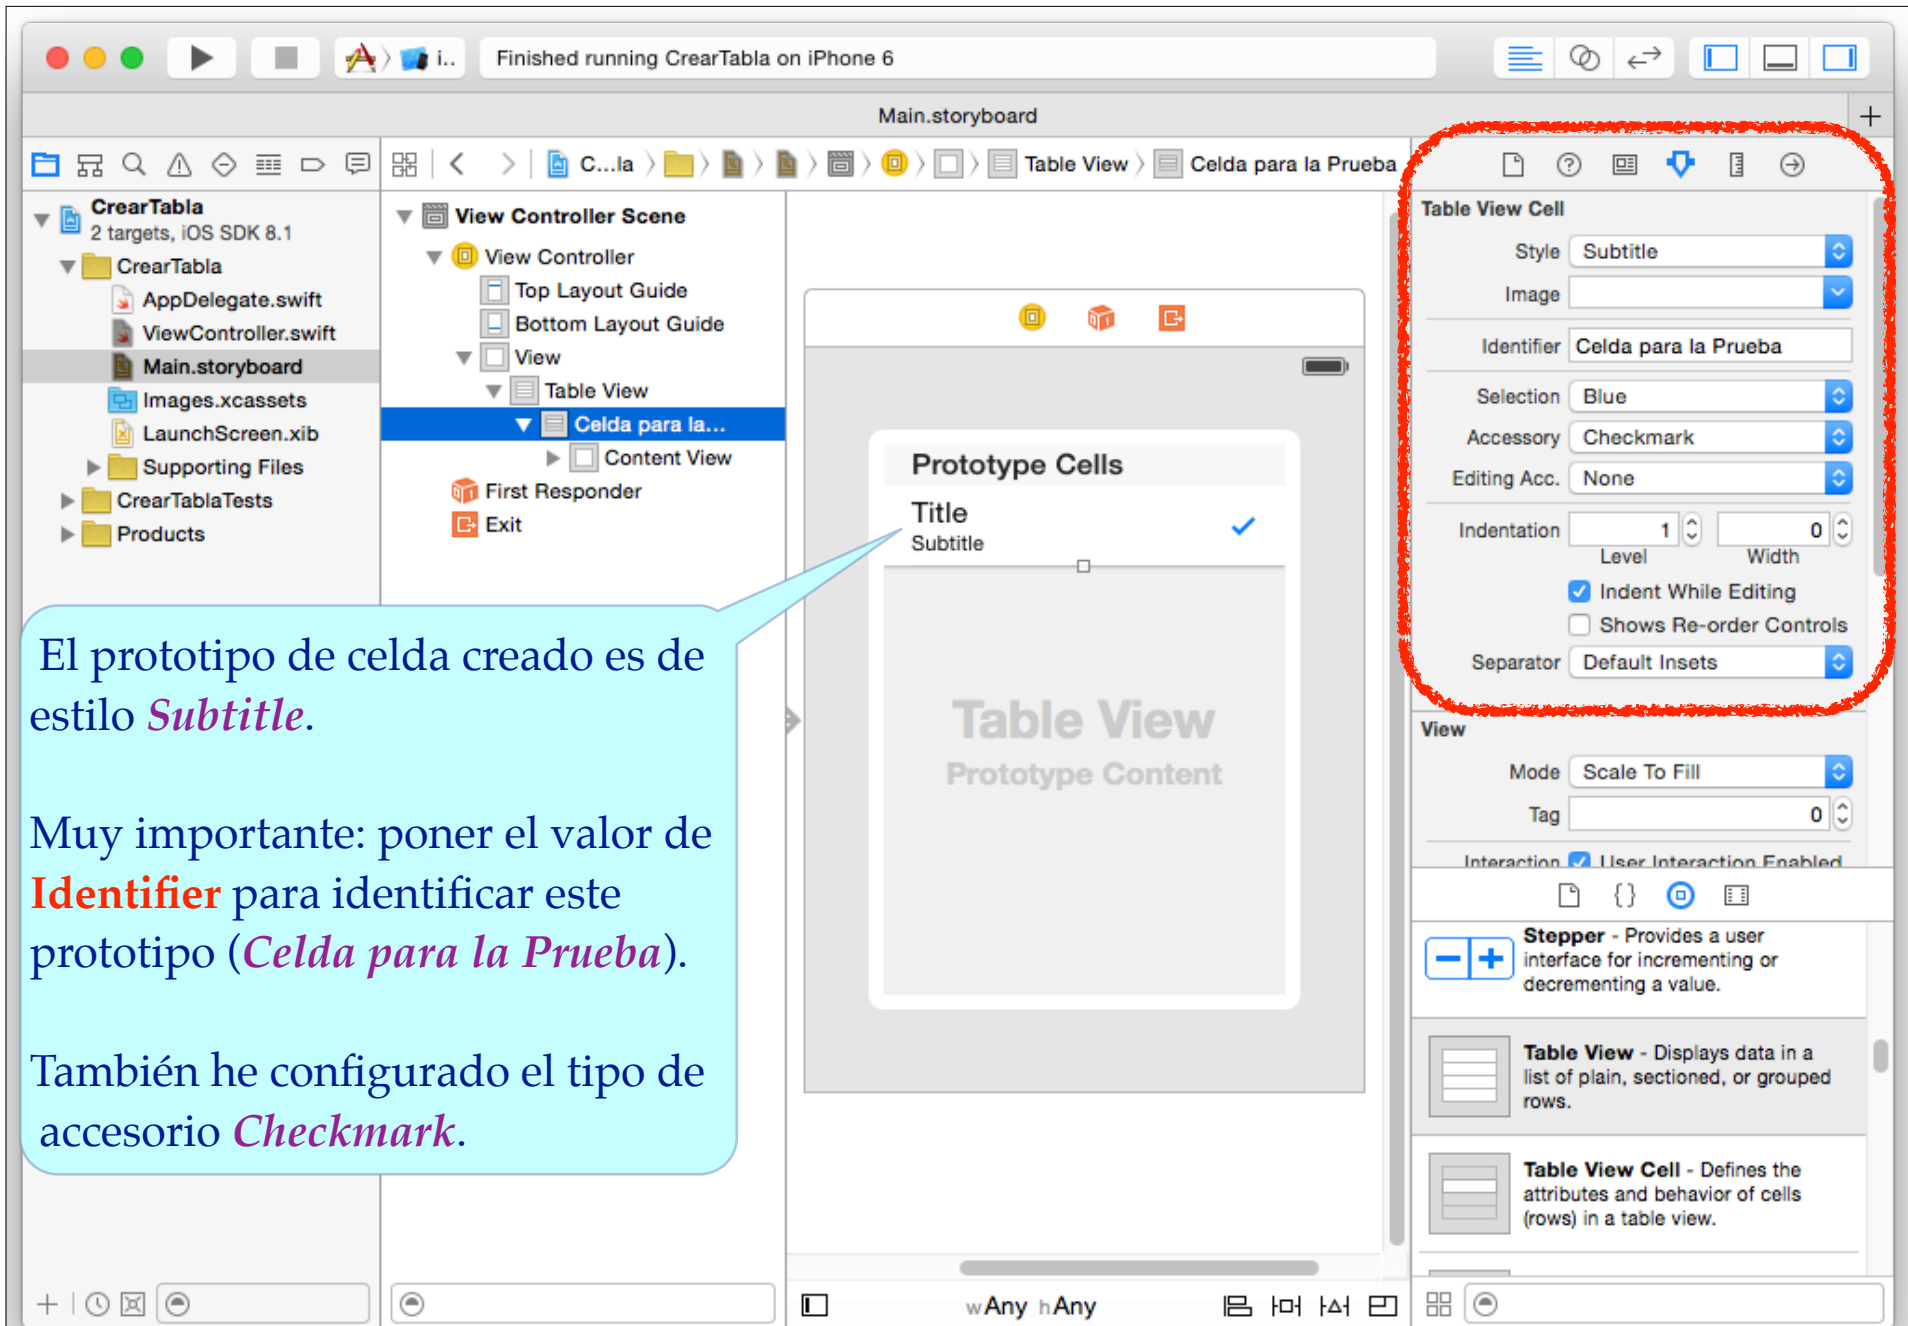 i..
Finished running CrearTabla on iPhone 6
Main.storyboard
C...la
Table View
Celda para la Prueba
CrearTabla
2 targets, iOS SDK 8.1
CrearTabla
AppDelegate.swift
ViewController.swift
Main.storyboard
Images.xcassets
LaunchScreen.xib
Supporting Files
CrearTablaTests
Products
View Controller Scene
View Controller
Top Layout Guide
Bottom Layout Guide
View
Table View
Celda para la...
Content View
First Responder
Exit
Prototype Cells
Title
Subtitle
Table View
Prototype Content
El prototipo de celda creado es de
estilo Subtitle.
Muy importante: poner el valor de
Identifier para identificar este
prototipo (Celda para la Prueba).
También he configurado el tipo de
accesorio Checkmark.
wAny hAny
Table View Cell
Style Subtitle
Image
Identifier Celda para la Prueba
Selection Blue
Accessory Checkmark
Editing Acc. None
Indentation 1 0
Level Width
Indent While Editing
Shows Re-order Controls
Separator Default Insets
View
Mode Scale To Fill
Tag 0
Interaction User Interaction Enabled
{}
Stepper - Provides a user
interface for incrementing or
decrementing a value.
Table View - Displays data in a
list of plain, sectioned, or grouped
rows.
Table View Cell - Defines the
attributes and behavior of cells
(rows) in a table view.